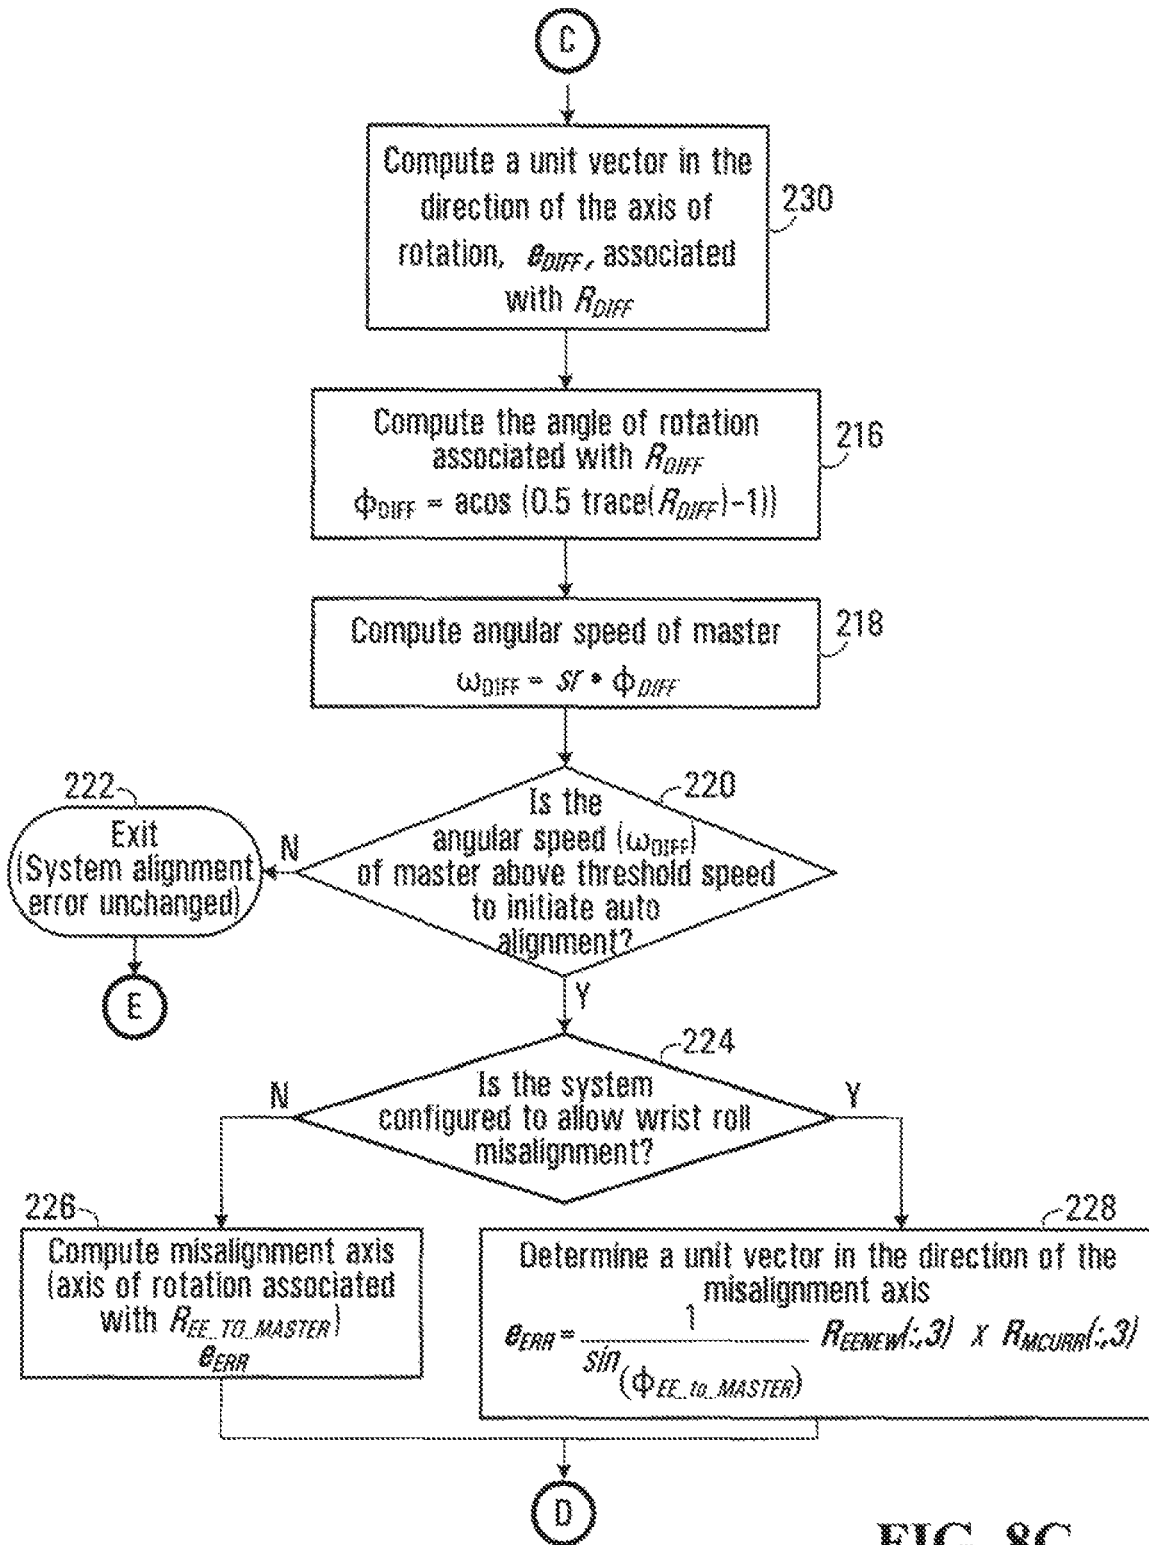 C
Compute a unit vector in the
direction of the axis of
rotation, e_DIFF, associated
with R_DIFF
230
Compute the angle of rotation
associated with R_DIFF
ϕ_DIFF = acos (0.5 trace(R_DIFF)-1))
216
Compute angular speed of master
ω_DIFF = sr • ϕ_DIFF
218
220
Is the
angular speed (ω_DIFF)
of master above threshold speed
to initiate auto
alignment?
N
222
Exit
(System alignment
error unchanged)
E
Y
224
Is the system
configured to allow wrist roll
misalignment?
N
Y
226
Compute misalignment axis
(axis of rotation associated
with R_EE_TO_MASTER)
e_ERR
228
Determine a unit vector in the direction of the
misalignment axis
e_ERR = 1 / sin (ϕ_EE_to_MASTER) R_EENEW(:,3) x R_MCURR(:,3)
D
FIG. 8C